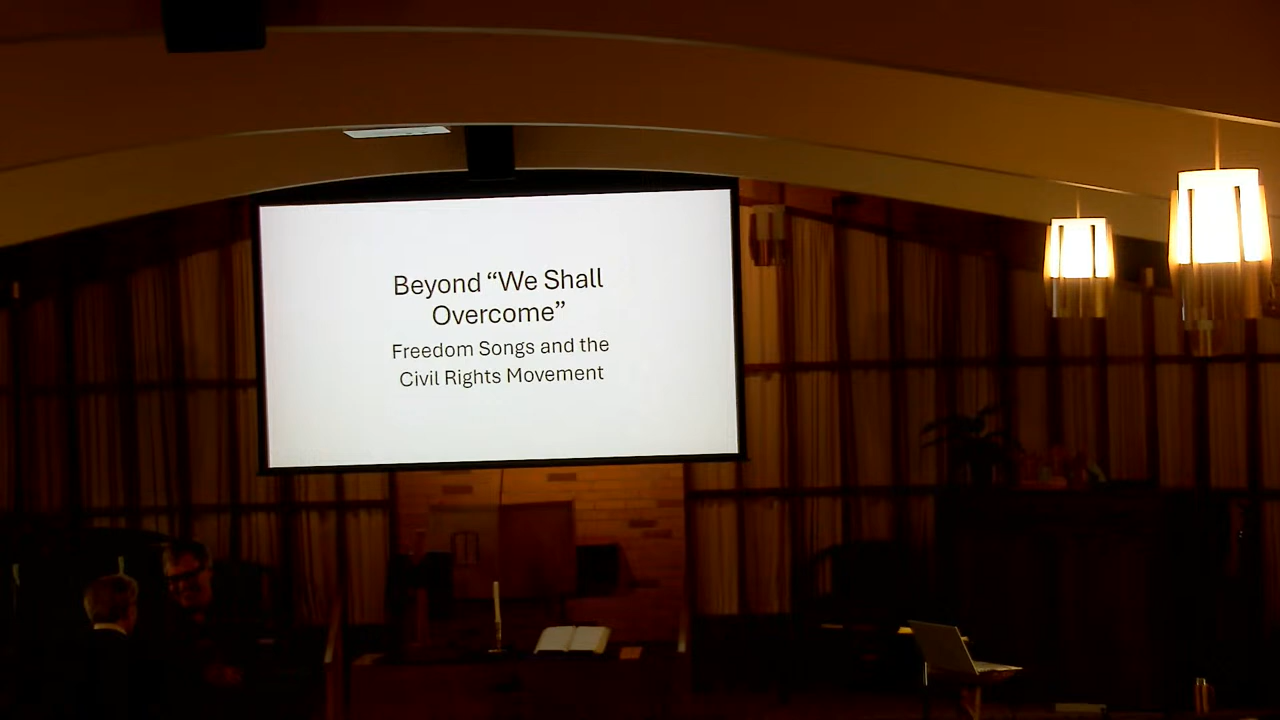 Beyond “We Shall
Overcome”
Freedom Songs and the
Civil Rights Movement